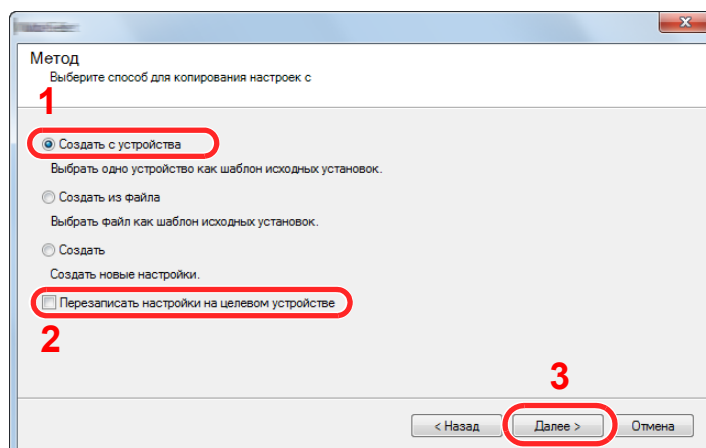 Метод
Выберите способ для копирования настроек с
1
Создать с устройства
Выбрать одно устройство как шаблон исходных установок.
Создать из файла
Выбрать файл как шаблон исходных установок.
Создать
Создать новые настройки.
Перезаписать настройки на целевом устройстве
2
3
< Назад Далее > Отмена